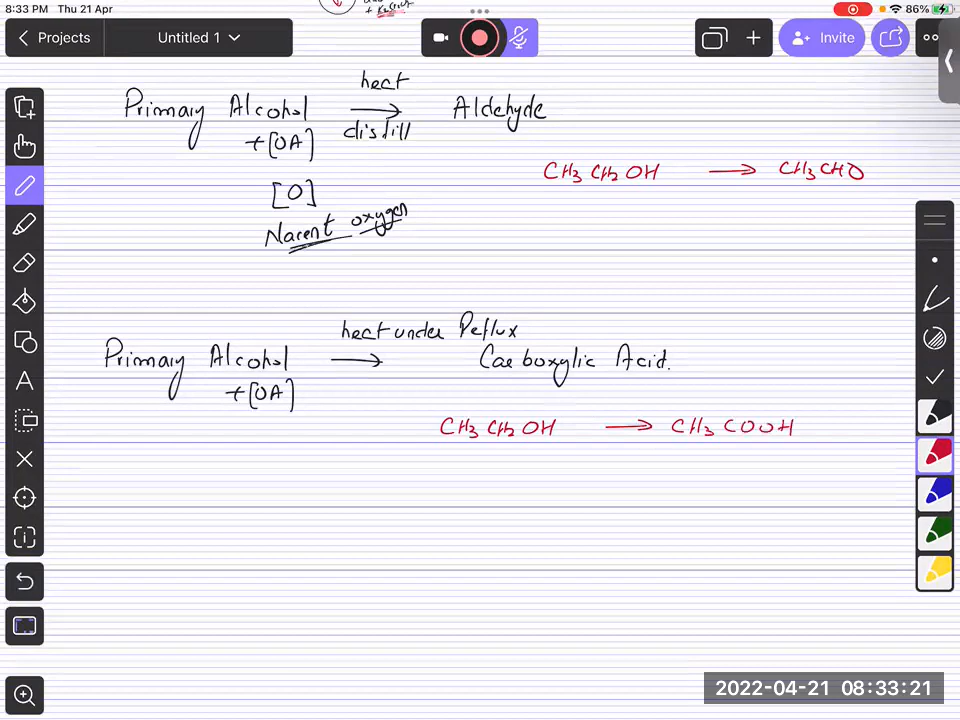 8:33 PM Thu 21 Apr
86%
Projects
Untitled 1
Invite
heat
Primary Alcohol → Aldehyde
+[OA] distill
CH3 CH2 OH → CH3 CHO
[O]
Nacent oxygen
heat under Reflux
Primary Alcohol → Carboxylic Acid.
+[OA]
CH3 CH2 OH → CH3 COOH
A
2022-04-21 08:33:21